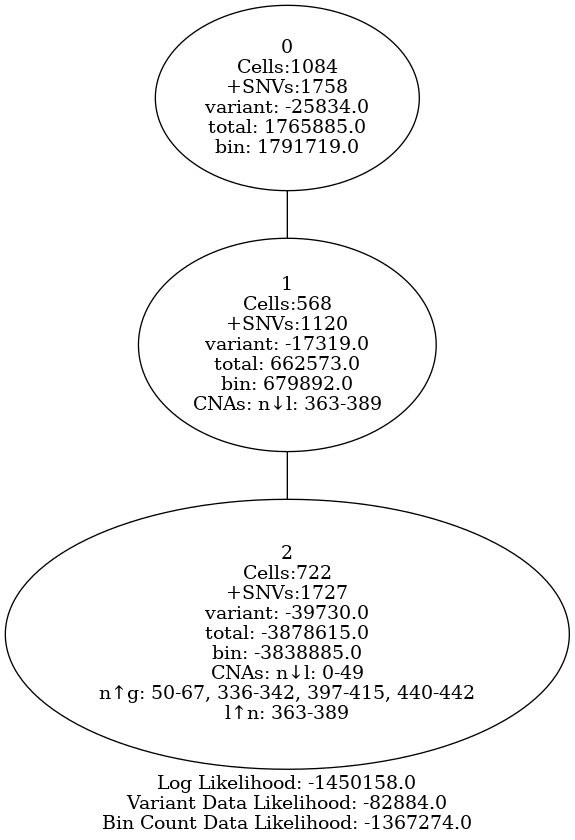 0
Cells:1084
+SNVs:1758
variant: -25834.0
total: 1765885.0
bin: 1791719.0
1
Cells:568
+SNVs:1120
variant: -17319.0
total: 662573.0
bin: 679892.0
CNAs: n↓l: 363-389
2
Cells:722
+SNVs:1727
variant: -39730.0
total: -3878615.0
bin: -3838885.0
CNAs: n↓l: 0-49
n↑g: 50-67, 336-342, 397-415, 440-442
l↑n: 363-389
Log Likelihood: -1450158.0
Variant Data Likelihood: -82884.0
Bin Count Data Likelihood: -1367274.0